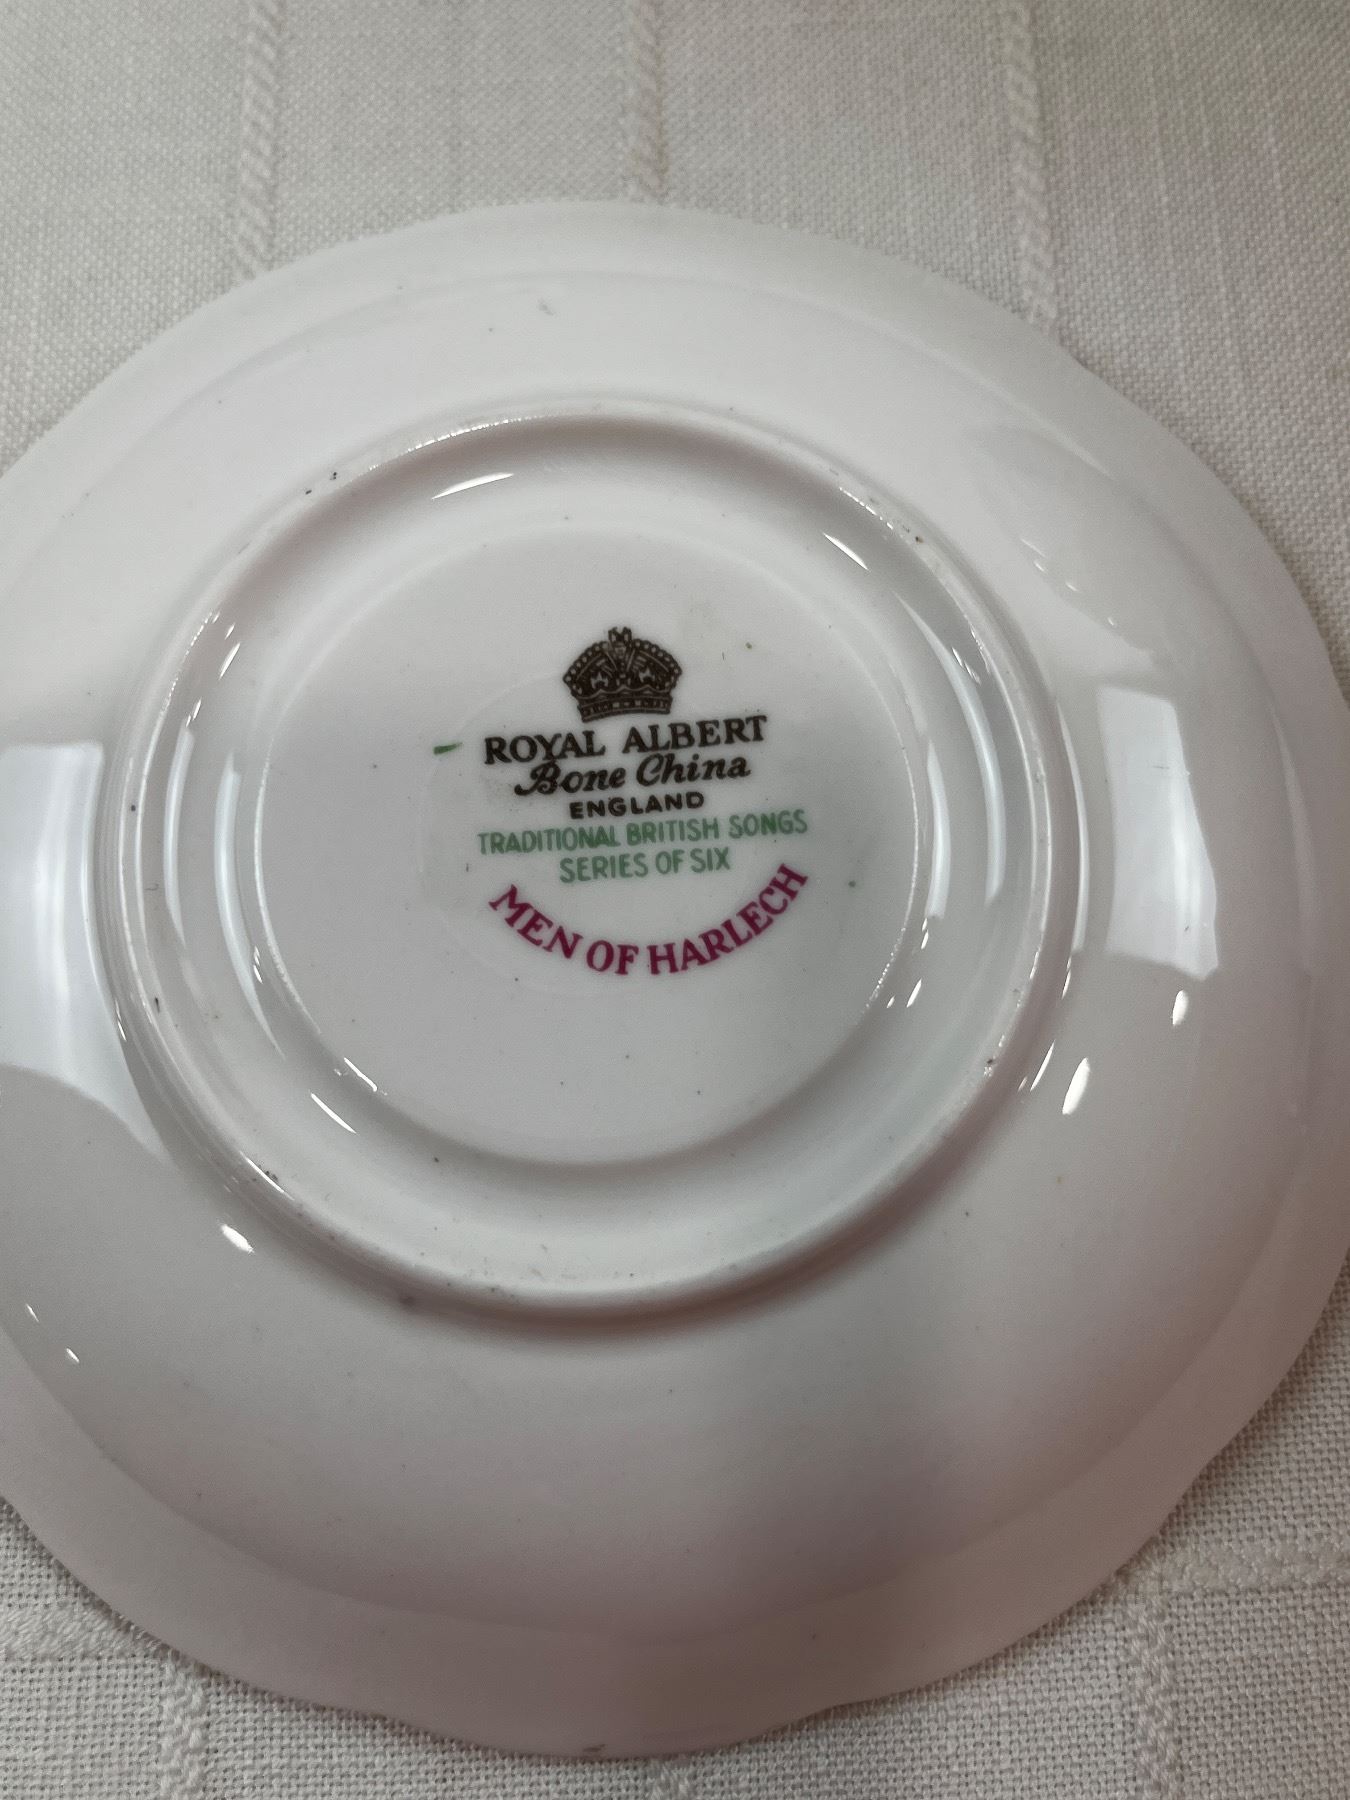 ROYAL ALBERT
Bone China
ENGLAND
TRADITIONAL BRITISH SONGS
SERIES OF SIX
MEN OF HARLECH